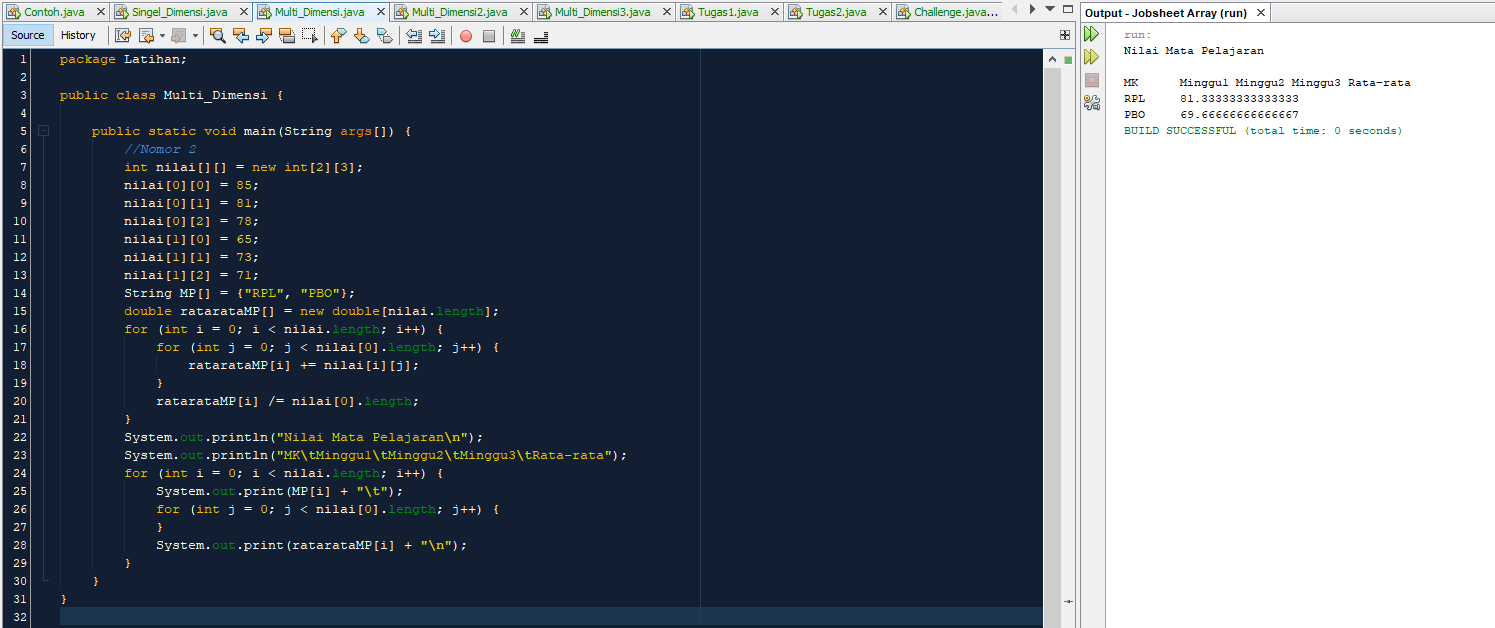 Contoh.java Singel_Dimensi.java Multi_Dimensi.java Multi_Dimensi2.java Multi_Dimensi3.java Tugas1.java Tugas2.java Challenge.java...
Source History
1 package Latihan;
2
3 public class Multi_Dimensi {
4
5 public static void main(String args[]) {
6 //Nomor 2
7 int nilai[][] = new int[2][3];
8 nilai[0][0] = 85;
9 nilai[0][1] = 81;
10 nilai[0][2] = 78;
11 nilai[1][0] = 65;
12 nilai[1][1] = 73;
13 nilai[1][2] = 71;
14 String MP[] = {"RPL", "PBO"};
15 double ratarataMP[] = new double[nilai.length];
16 for (int i = 0; i < nilai.length; i++) {
17 for (int j = 0; j < nilai[0].length; j++) {
18 ratarataMP[i] += nilai[i][j];
19 }
20 ratarataMP[i] /= nilai[0].length;
21 }
22 System.out.println("Nilai Mata Pelajaran\n");
23 System.out.println("MK\tMinggu1\tMinggu2\tMinggu3\tRata-rata");
24 for (int i = 0; i < nilai.length; i++) {
25 System.out.print(MP[i] + "\t");
26 for (int j = 0; j < nilai[0].length; j++) {
27 }
28 System.out.print(ratarataMP[i] + "\n");
29 }
30 }
31 }
32
Output - Jobsheet Array (run)
run:
Nilai Mata Pelajaran
MK Minggu1 Minggu2 Minggu3 Rata-rata
RPL 81.33333333333333
PBO 69.66666666666667
BUILD SUCCESSFUL (total time: 0 seconds)